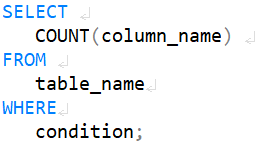 SELECT
COUNT(column_name)
FROM
table_name
WHERE
condition;